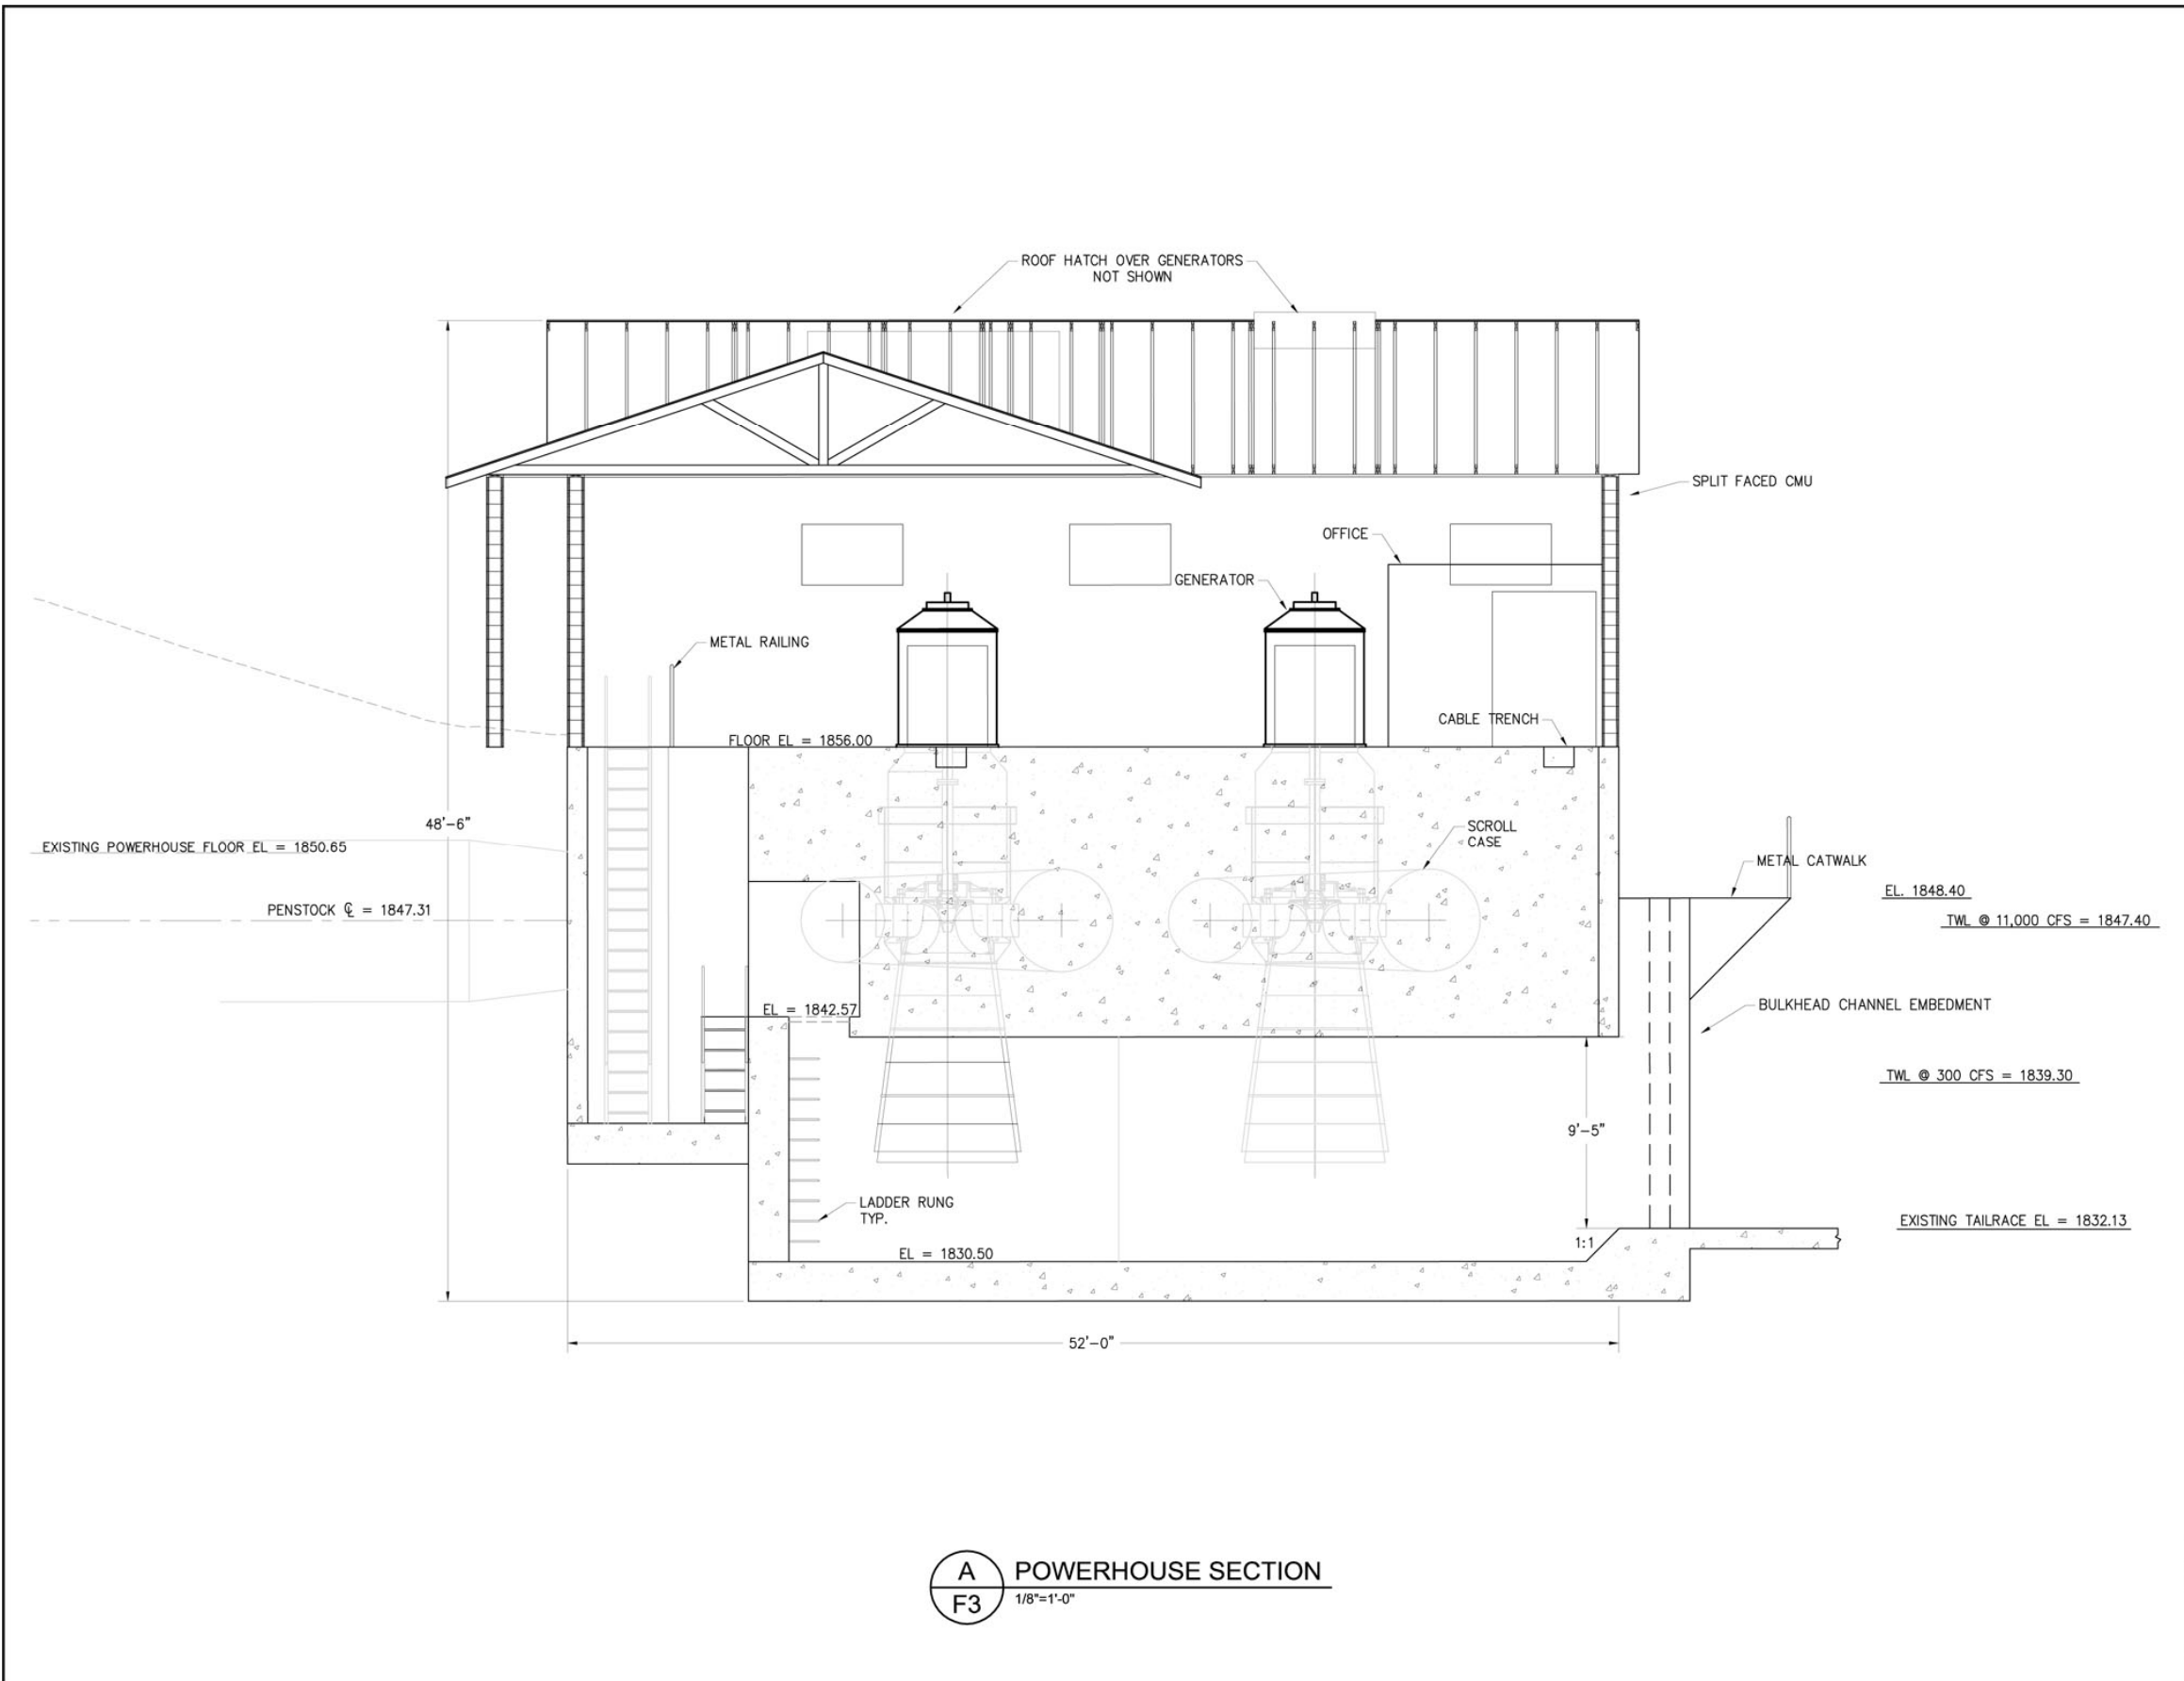 ROOF HATCH OVER GENERATORS
NOT SHOWN
SPLIT FACED CMU
OFFICE
GENERATOR
METAL RAILING
CABLE TRENCH
FLOOR EL = 1856.00
48'-6"
SCROLL
CASE
EXISTING POWERHOUSE FLOOR EL = 1850.65
METAL CATWALK
EL. 1848.40
PENSTOCK ℄ = 1847.31
TWL @ 11,000 CFS = 1847.40
EL = 1842.57
BULKHEAD CHANNEL EMBEDMENT
TWL @ 300 CFS = 1839.30
9'-5"
LADDER RUNG
TYP.
EXISTING TAILRACE EL = 1832.13
1:1
EL = 1830.50
52'-0"
A
F3
POWERHOUSE SECTION
1/8"=1'-0"